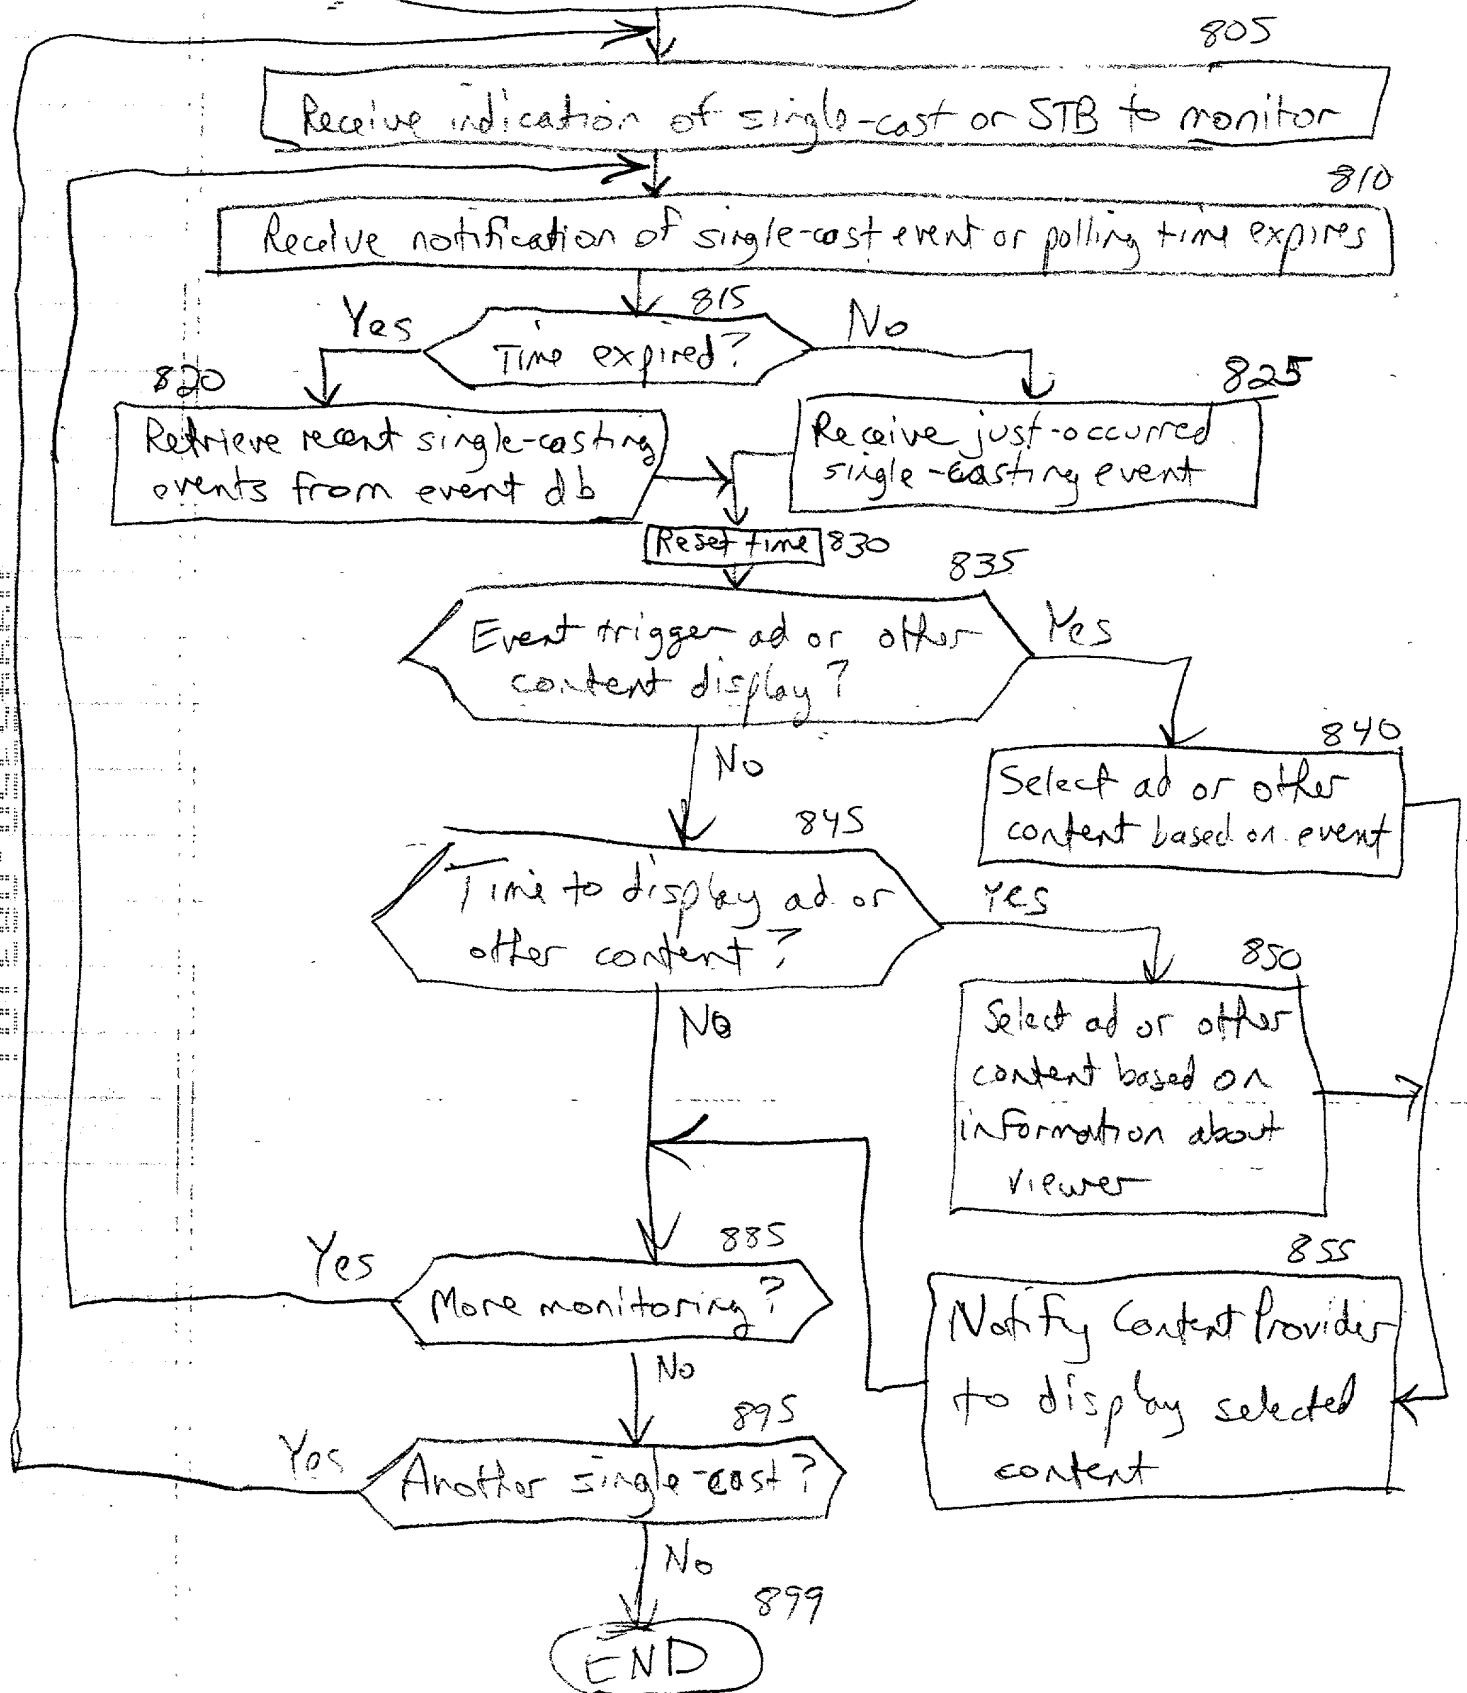 805
Receive indication of single-cast or STB to monitor
810
Receive notification of single-cast event or polling time expires
815
Yes
Time expired?
No
820
825
Retrieve recent single-casting
events from event db
Receive just-occurred
single-casting event
Reset time
830
835
Event trigger ad or other
content display?
Yes
No
840
Select ad or other
content based on event
845
Time to display ad or
other content?
Yes
No
850
Select ad or other
content based on
information about
viewer
885
Yes
More monitoring?
No
855
Notify Content Provider
to display selected
content
895
Yes
Another single-cast?
No
899
END